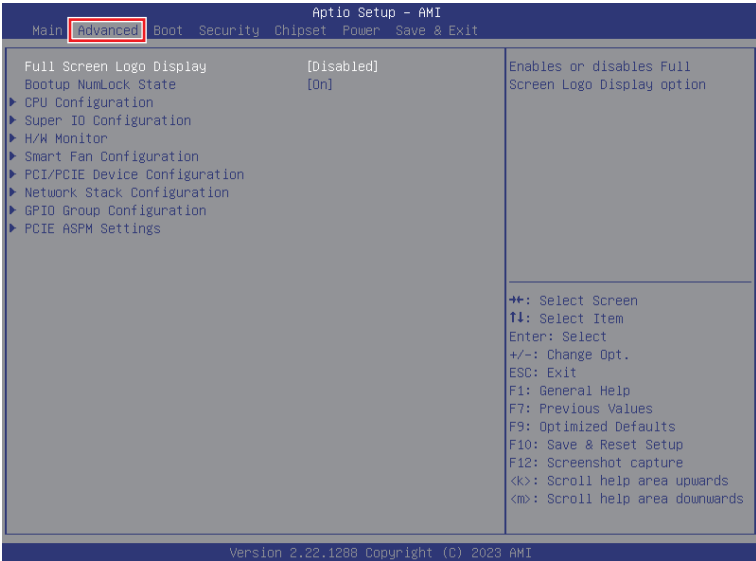 Aptio Setup – AMI
Main Advanced Boot Security Chipset Power Save & Exit
Full Screen Logo Display [Disabled]
Bootup NumLock State [On]
▶ CPU Configuration
▶ Super IO Configuration
▶ H/W Monitor
▶ Smart Fan Configuration
▶ PCI/PCIE Device Configuration
▶ Network Stack Configuration
▶ GPIO Group Configuration
▶ PCIE ASPM Settings
Enables or disables Full
Screen Logo Display option
→←: Select Screen
↑↓: Select Item
Enter: Select
+/-: Change Opt.
ESC: Exit
F1: General Help
F7: Previous Values
F9: Optimized Defaults
F10: Save & Reset Setup
F12: Screenshot capture
<k>: Scroll help area upwards
<m>: Scroll help area downwards
Version 2.22.1288 Copyright (C) 2023 AMI